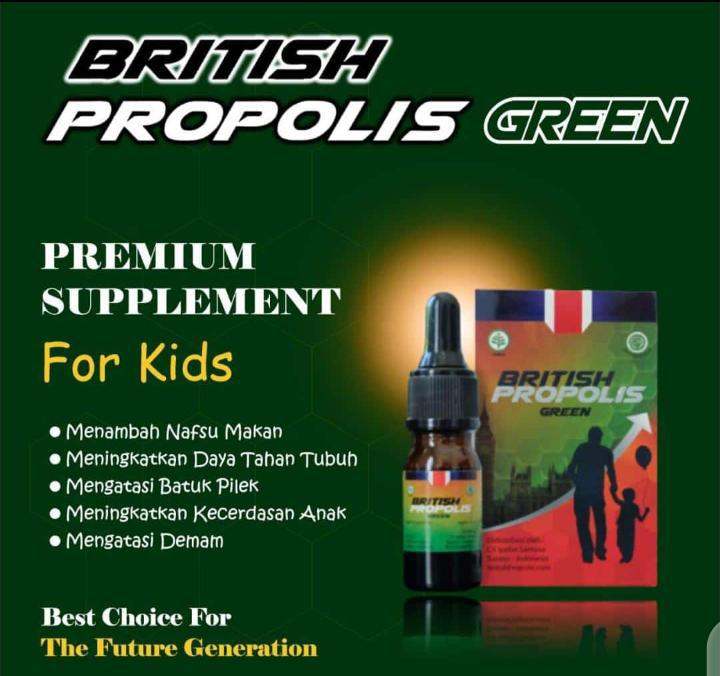 BRITISH
PROPOLIS GREEN
PREMIUM
SUPPLEMENT
For Kids
Menambah Nafsu Makan
Meningkatkan Daya Tahan Tubuh
Mengatasi Batuk Pilek
Meningkatkan Kecerdasan Anak
Mengatasi Demam
Best Choice For
The Future Generation
BRITISH
PROPOLIS
GREEN
BRITISH
PROPOLIS
GREEN